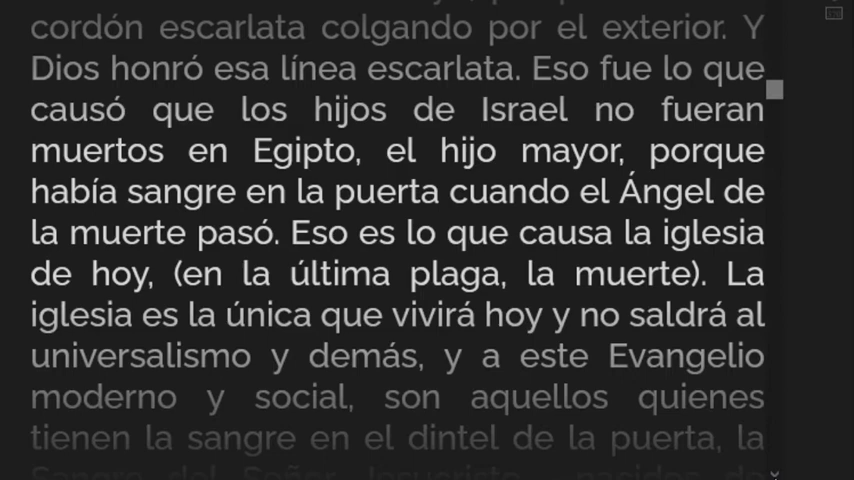 cordón escarlata colgando por el exterior. Y
Dios honró esa línea escarlata. Eso fue lo que
causó que los hijos de Israel no fueran
muertos en Egipto, el hijo mayor, porque
había sangre en la puerta cuando el Ángel de
la muerte pasó. Eso es lo que causa la iglesia
de hoy, (en la última plaga, la muerte). La
iglesia es la única que vivirá hoy y no saldrá al
universalismo y demás, y a este Evangelio
moderno y social, son aquellos quienes
tienen la sangre en el dintel de la puerta, la